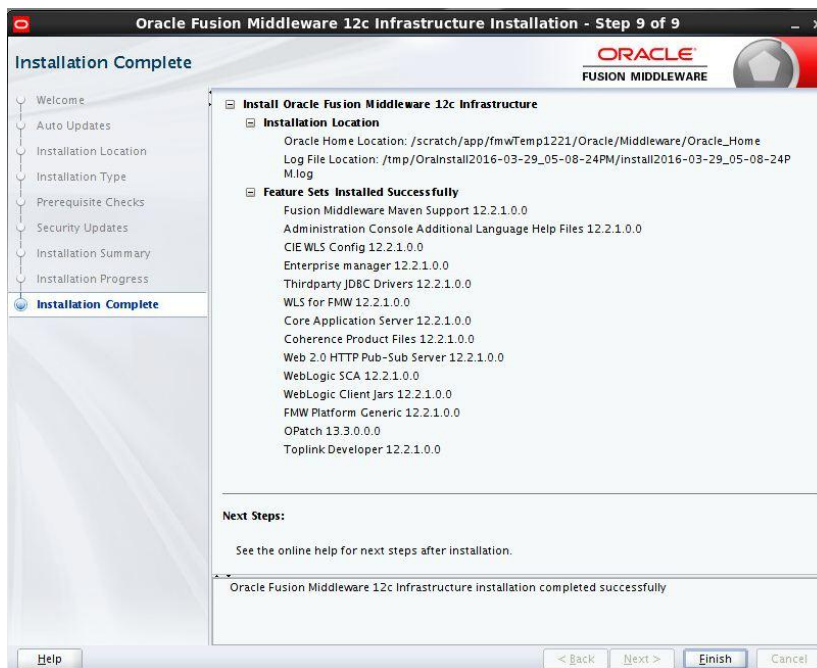 Oracle Fusion Middleware 12c Infrastructure Installation - Step 9 of 9
Installation Complete
ORACLE
FUSION MIDDLEWARE
Welcome
Auto Updates
Installation Location
Installation Type
Prerequisite Checks
Security Updates
Installation Summary
Installation Progress
Installation Complete
Install Oracle Fusion Middleware 12c Infrastructure
Installation Location
Oracle Home Location: /scratch/app/fmwTemp1221/Oracle/Middleware/Oracle_Home
Log File Location: /tmp/OraInstall2016-03-29_05-08-24PM/install2016-03-29_05-08-24P
M.log
Feature Sets Installed Successfully
Fusion Middleware Maven Support 12.2.1.0.0
Administration Console Additional Language Help Files 12.2.1.0.0
CIE WLS Config 12.2.1.0.0
Enterprise manager 12.2.1.0.0
Thirdparty JDBC Drivers 12.2.1.0.0
WLS for FMW 12.2.1.0.0
Core Application Server 12.2.1.0.0
Coherence Product Files 12.2.1.0.0
Web 2.0 HTTP Pub-Sub Server 12.2.1.0.0
WebLogic SCA 12.2.1.0.0
WebLogic Client Jars 12.2.1.0.0
FMW Platform Generic 12.2.1.0.0
OPatch 13.3.0.0.0
Toplink Developer 12.2.1.0.0
Next Steps:
See the online help for next steps after installation.
Oracle Fusion Middleware 12c Infrastructure installation completed successfully
Help
< Back
Next >
Finish
Cancel